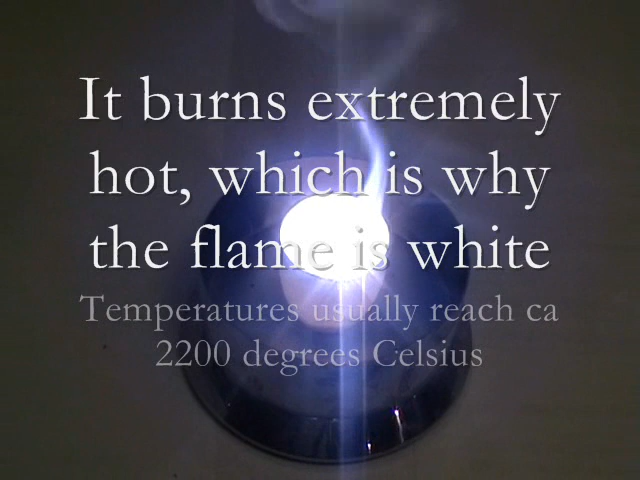 It burns extremely
hot, which is why
the flame is white
Temperatures usually reach ca
2200 degrees Celsius